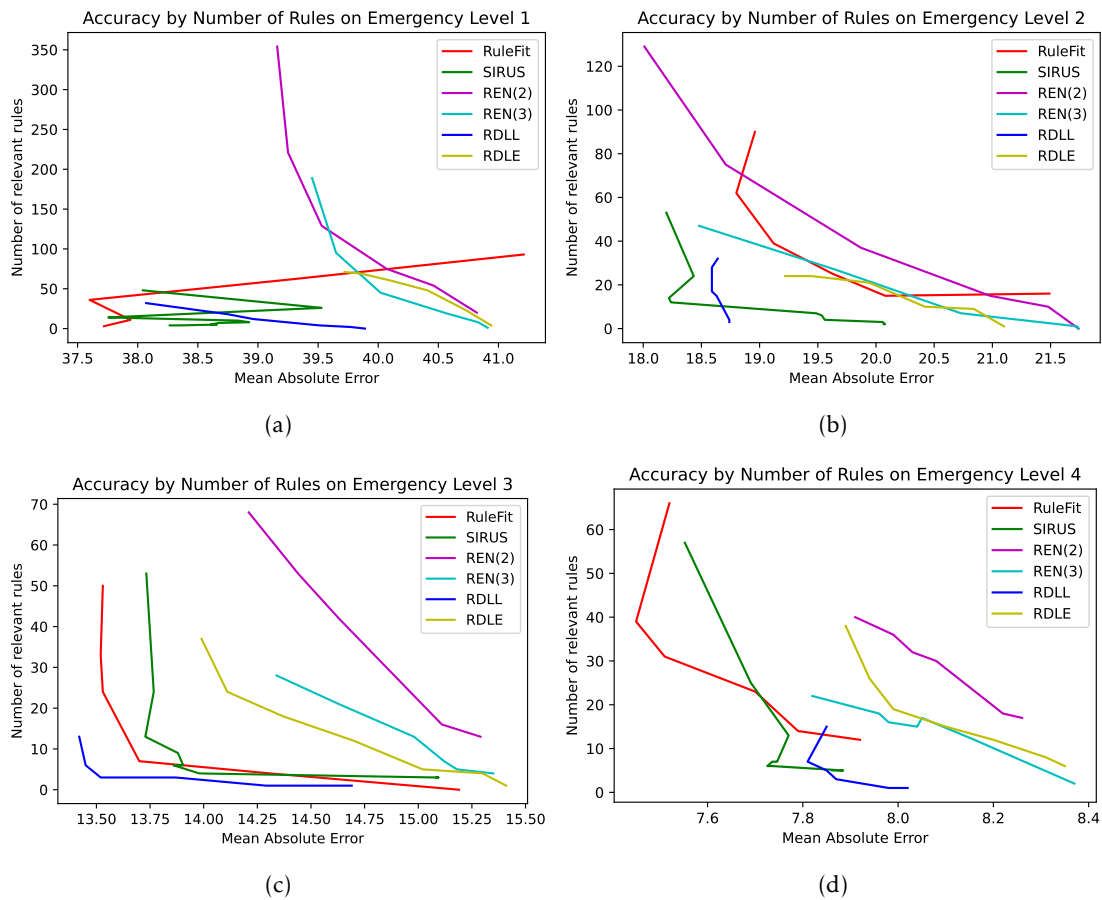 Accuracy by Number of Rules on Emergency Level 1
Number of relevant rules
350
300
250
200
150
100
50
0
37.5 38.0 38.5 39.0 39.5 40.0 40.5 41.0
Mean Absolute Error
RuleFit
SIRUS
REN(2)
REN(3)
RDLL
RDLE
(a)
Accuracy by Number of Rules on Emergency Level 2
Number of relevant rules
120
100
80
60
40
20
0
18.0 18.5 19.0 19.5 20.0 20.5 21.0 21.5
Mean Absolute Error
RuleFit
SIRUS
REN(2)
REN(3)
RDLL
RDLE
(b)
Accuracy by Number of Rules on Emergency Level 3
Number of relevant rules
70
60
50
40
30
20
10
0
13.50 13.75 14.00 14.25 14.50 14.75 15.00 15.25 15.50
Mean Absolute Error
RuleFit
SIRUS
REN(2)
REN(3)
RDLL
RDLE
(c)
Accuracy by Number of Rules on Emergency Level 4
Number of relevant rules
60
50
40
30
20
10
0
7.6 7.8 8.0 8.2 8.4
Mean Absolute Error
RuleFit
SIRUS
REN(2)
REN(3)
RDLL
RDLE
(d)